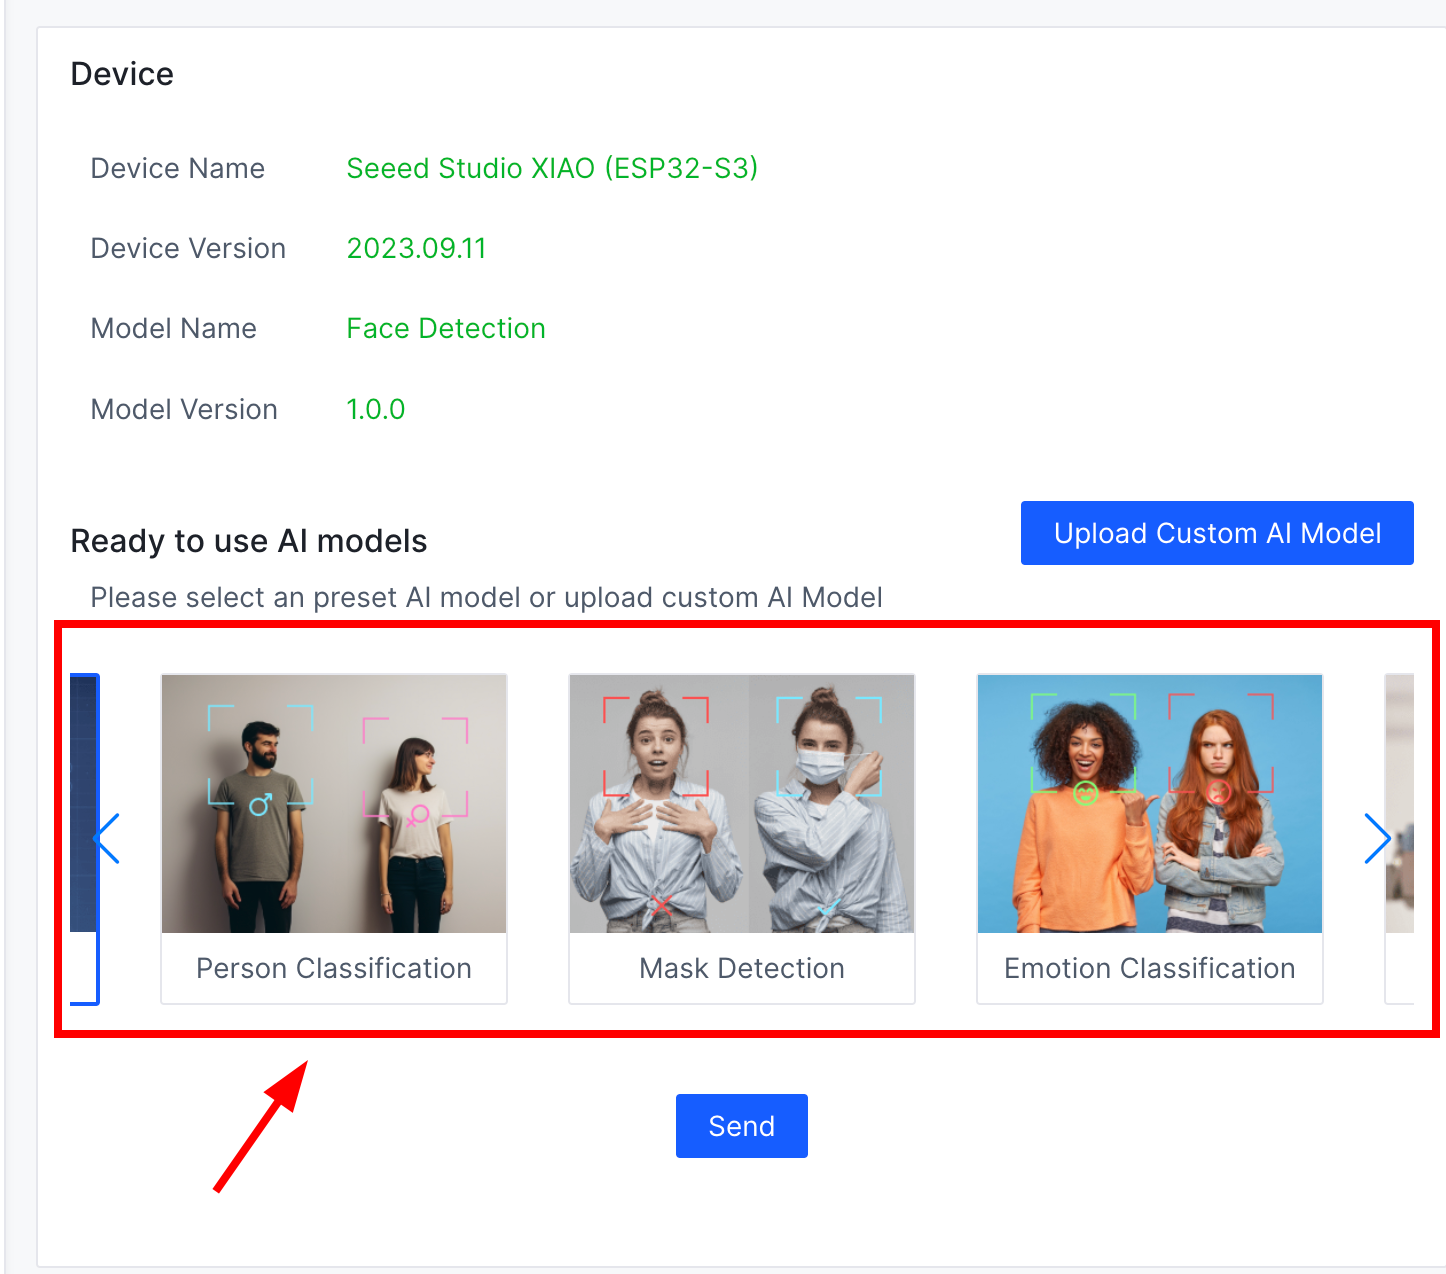 Device
Device Name Seeed Studio XIAO (ESP32-S3)
Device Version 2023.09.11
Model Name Face Detection
Model Version 1.0.0
Ready to use AI models
Upload Custom AI Model
Please select an preset AI model or upload custom AI Model
Person Classification
Mask Detection
Emotion Classification
Send